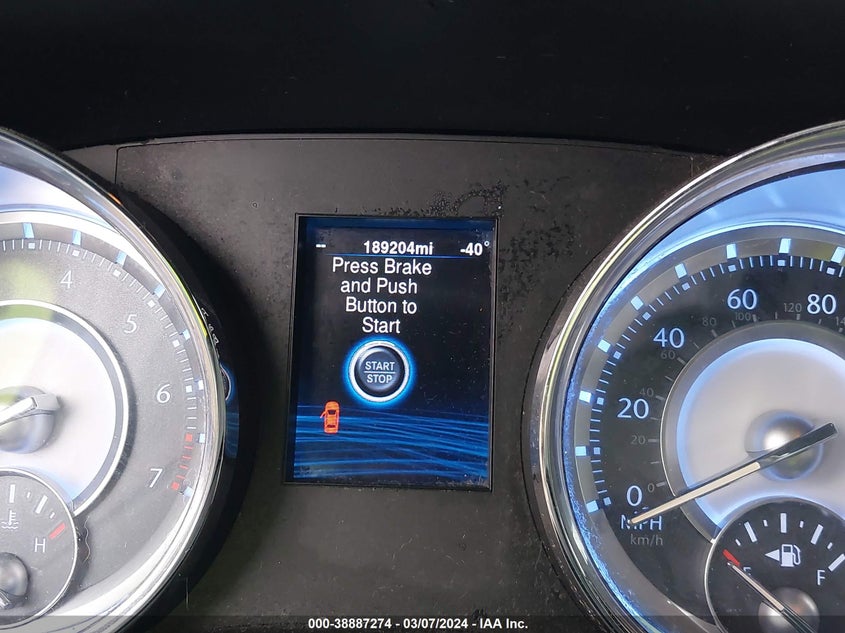 189204mi -40°
Press Brake
and Push
Button to
Start
START
STOP
4
5
6
7
H
0
20
40
60
80
20
40
60
80
100
120
MPH
km/h
E
F
000-38887274 - 03/07/2024 - IAA Inc.